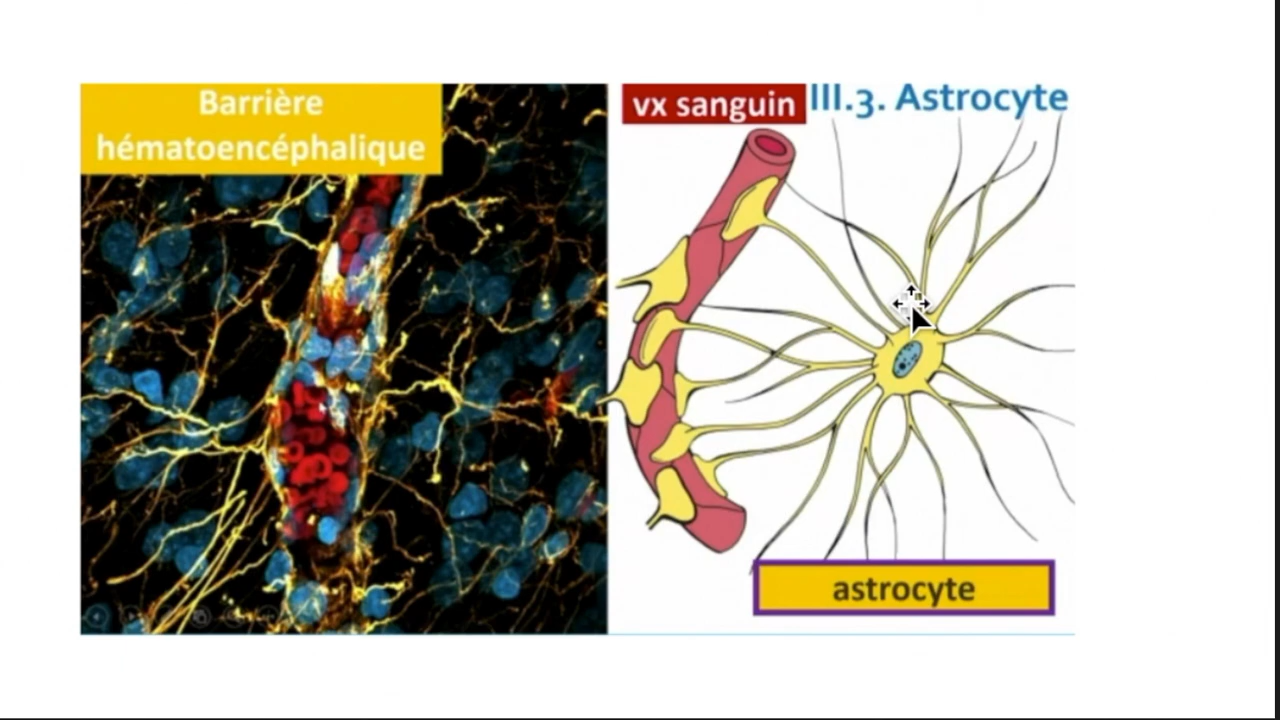 Barrière
hématoencéphalique
vx sanguin
III.3. Astrocyte
astrocyte